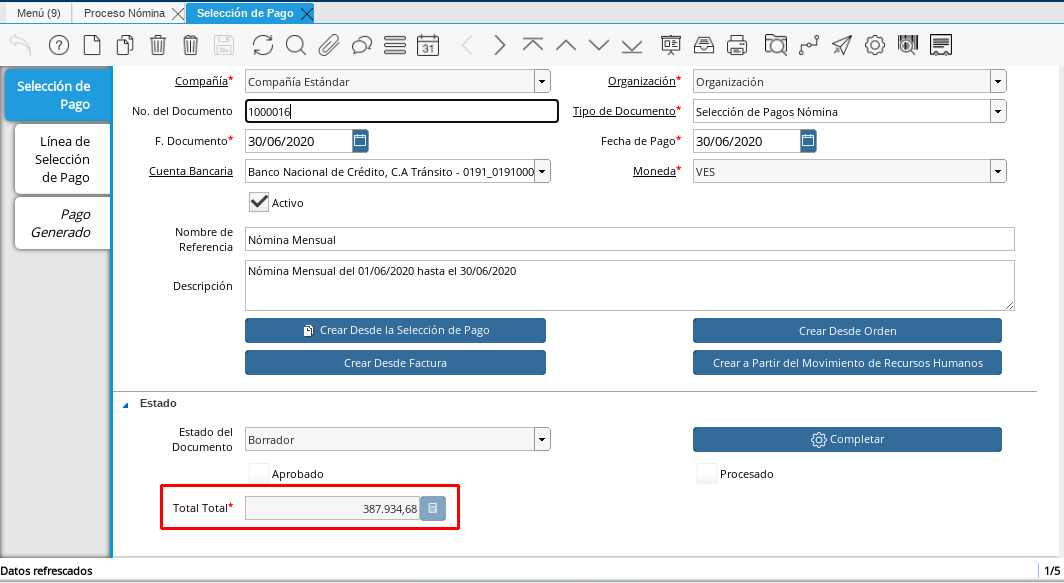 Menú (9)
Proceso Nómina
Selección de Pago
31
Selección de
Pago
Línea de
Selección
de Pago
Pago
Generado
Compañía*
Compañía Estándar
Organización*
Organización
No. del Documento
1000016
Tipo de Documento*
Selección de Pagos Nómina
F. Documento*
30/06/2020
Fecha de Pago*
30/06/2020
Cuenta Bancaria
Banco Nacional de Crédito, C.A Tránsito - 0191_0191000
Moneda*
VES
Activo
Nombre de
Referencia
Nómina Mensual
Descripción
Nómina Mensual del 01/06/2020 hasta el 30/06/2020
Crear Desde la Selección de Pago
Crear Desde Orden
Crear Desde Factura
Crear a Partir del Movimiento de Recursos Humanos
Estado
Estado del
Documento
Borrador
Completar
Aprobado
Procesado
Total Total*
387.934,68
Datos refrescados
1/5